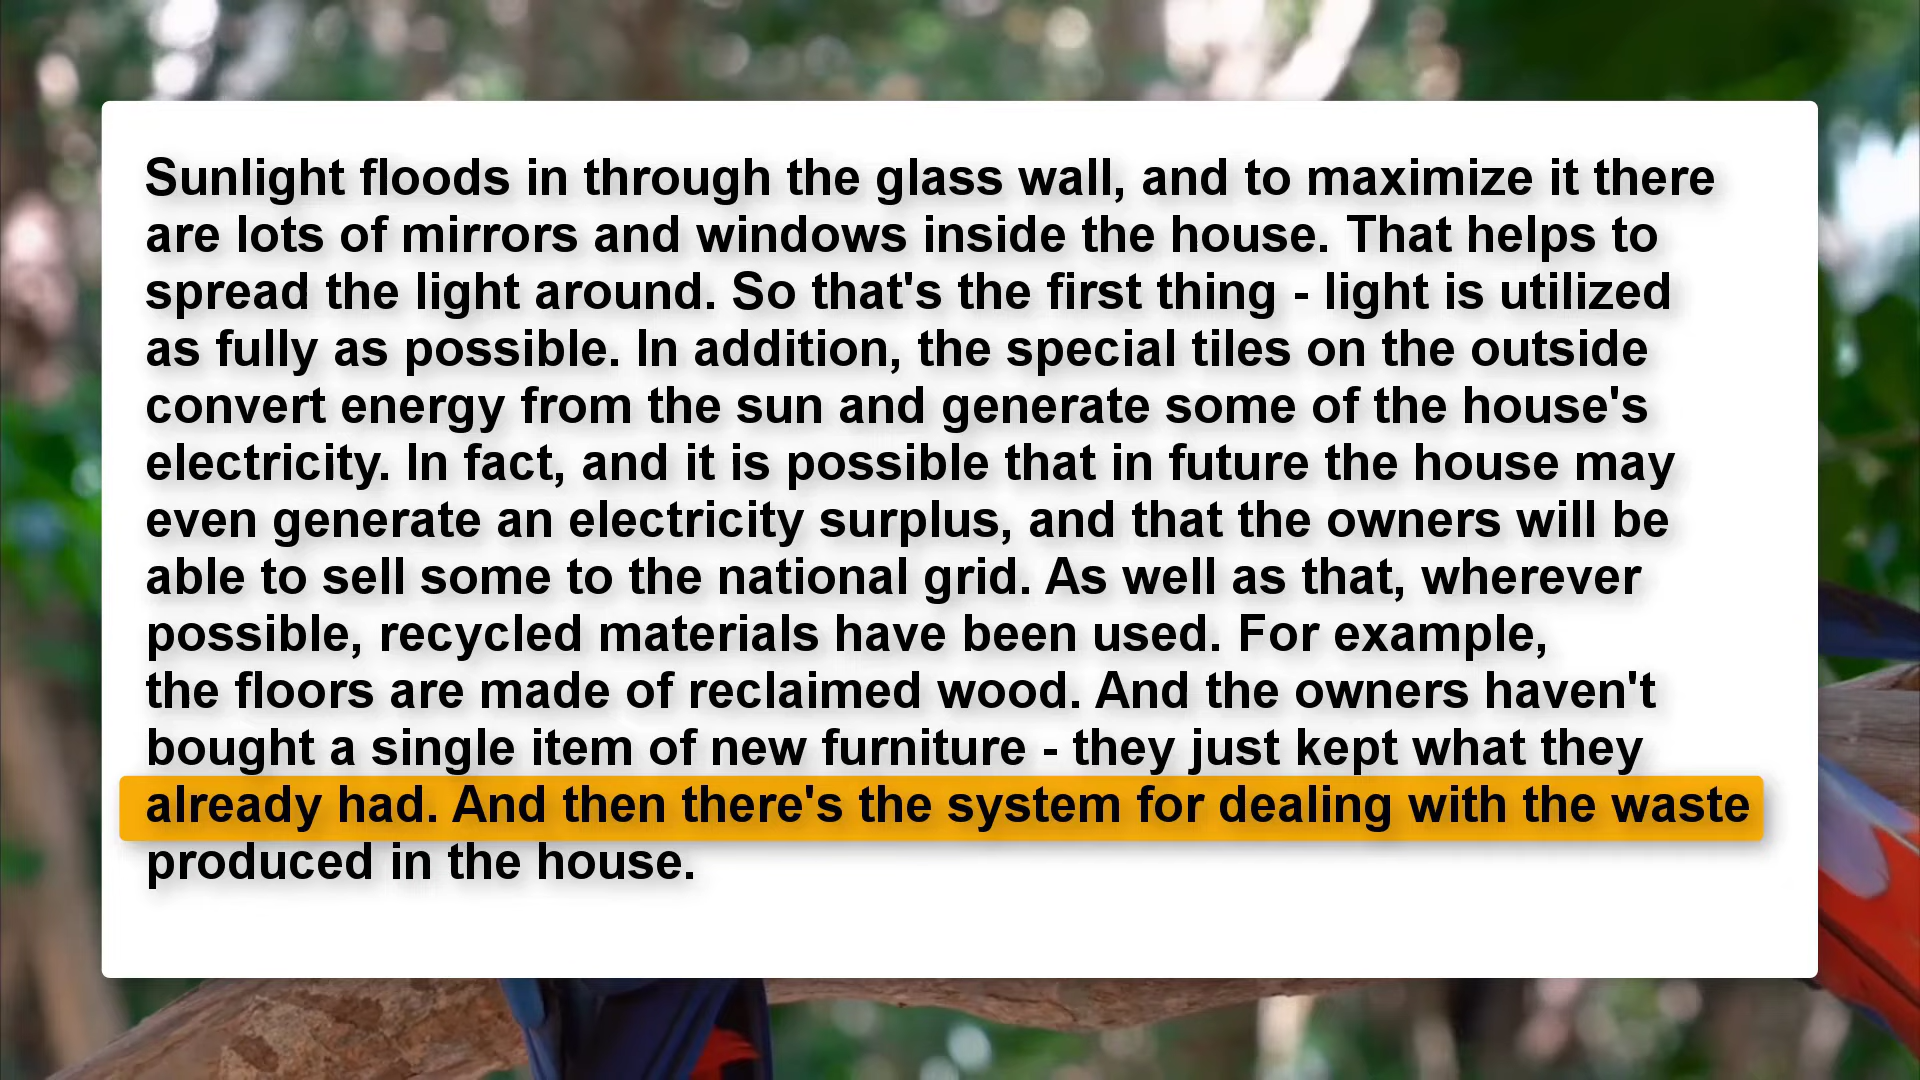 Sunlight floods in through the glass wall, and to maximize it there
are lots of mirrors and windows inside the house. That helps to
spread the light around. So that's the first thing - light is utilized
as fully as possible. In addition, the special tiles on the outside
convert energy from the sun and generate some of the house's
electricity. In fact, and it is possible that in future the house may
even generate an electricity surplus, and that the owners will be
able to sell some to the national grid. As well as that, wherever
possible, recycled materials have been used. For example,
the floors are made of reclaimed wood. And the owners haven't
bought a single item of new furniture - they just kept what they
already had. And then there's the system for dealing with the waste
produced in the house.